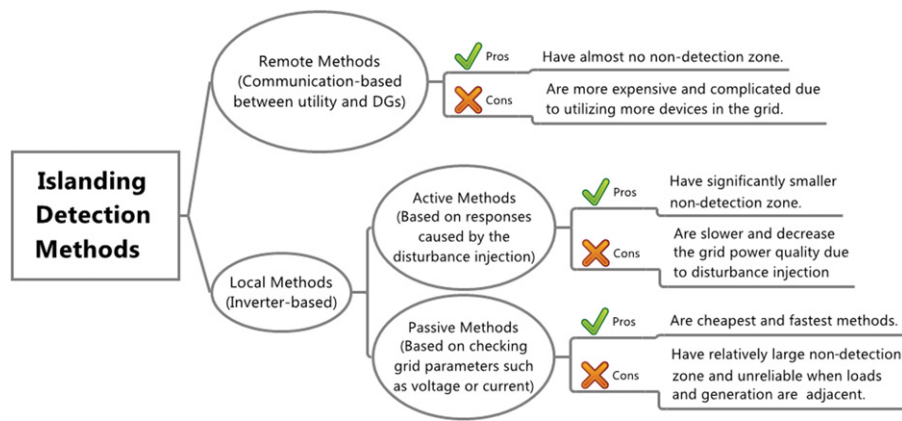 Islanding
Detection
Methods
Remote Methods
(Communication-based
between utility and DGs)
Pros
Have almost no non-detection zone.
Cons
Are more expensive and complicated due
to utilizing more devices in the grid.
Local Methods
(Inverter-based)
Active Methods
(Based on responses
caused by the
disturbance injection)
Pros
Have significantly smaller
non-detection zone.
Cons
Are slower and decrease
the grid power quality due
to disturbance injection
Passive Methods
(Based on checking
grid parameters such
as voltage or current)
Pros
Are cheapest and fastest methods.
Cons
Have relatively large non-detection
zone and unreliable when loads
and generation are adjacent.